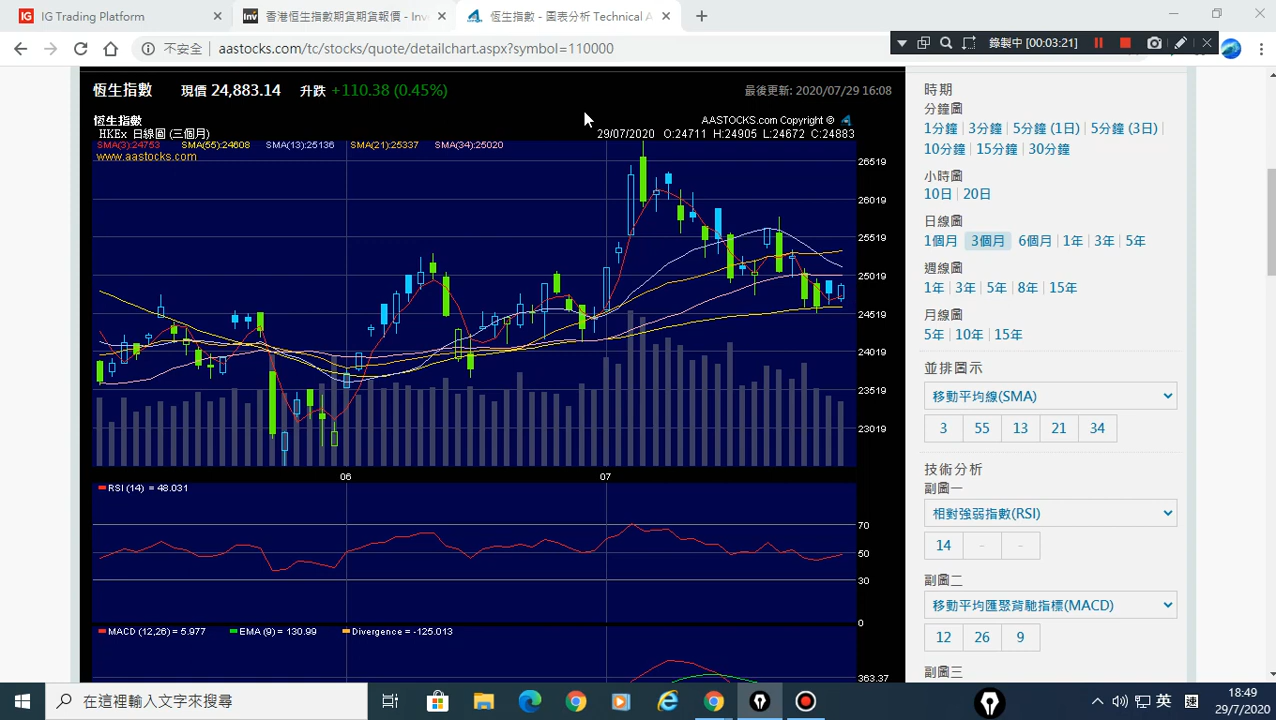 IG Trading Platform
香港恒生指數期貨期貨報價 - Inv
恆生指數 - 圖表分析 Technical A
不安全
aastocks.com/tc/stocks/quote/detailchart.aspx?symbol=110000
錄製中 [00:03:21]
恆生指數 現價 24,883.14 升跌 +110.38 (0.45%)
最後更新: 2020/07/29 16:08
恆生指數
AASTOCKS.com Copyright ©
HKEx 日線圖 (三個月)
29/07/2020 O:24711 H:24905 L:24672 C:24883
SMA(3):24753 SMA(55):24608 SMA(13):25136 SMA(21):25337 SMA(34):25020
www.aastocks.com
26519
26019
25519
25019
24519
24019
23519
23019
06 07
RSI (14) = 48.031
70
50
30
0
MACD (12,26) = 5.977 EMA (9) = 130.99 Divergence = -125.013
363.37
時期
分鐘圖
1分鐘 3分鐘 5分鐘 (1日) 5分鐘 (3日)
10分鐘 15分鐘 30分鐘
小時圖
10日 20日
日線圖
1個月 3個月 6個月 1年 3年 5年
週線圖
1年 3年 5年 8年 15年
月線圖
5年 10年 15年
並排圖示
移動平均線(SMA)
3 55 13 21 34
技術分析
副圖一
相對強弱指數(RSI)
14 - -
副圖二
移動平均匯聚背馳指標(MACD)
12 26 9
副圖三
在這裡輸入文字來搜尋
英
18:49
29/7/2020